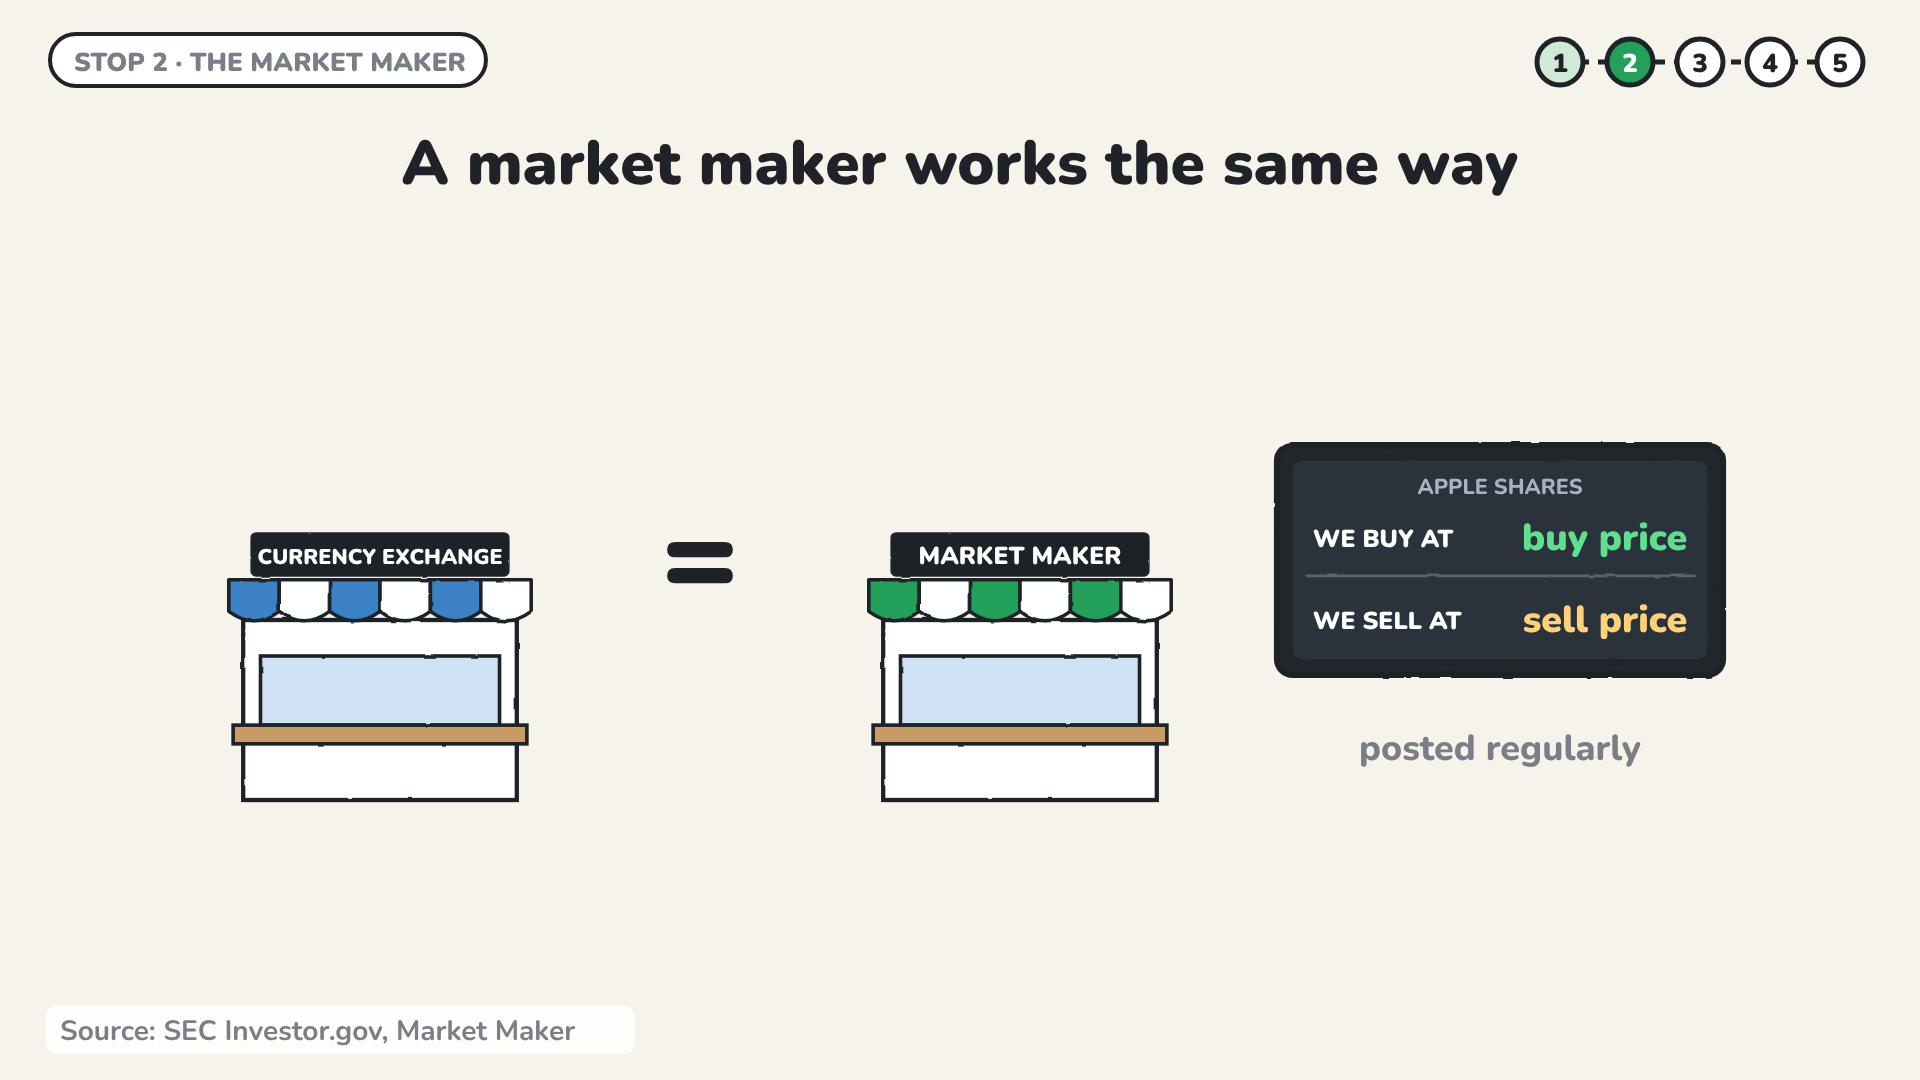 STOP 2 · THE MARKET MAKER
1 2 3 4 5
A market maker works the same way
CURRENCY EXCHANGE
=
MARKET MAKER
APPLE SHARES
WE BUY AT buy price
WE SELL AT sell price
posted regularly
Source: SEC Investor.gov, Market Maker